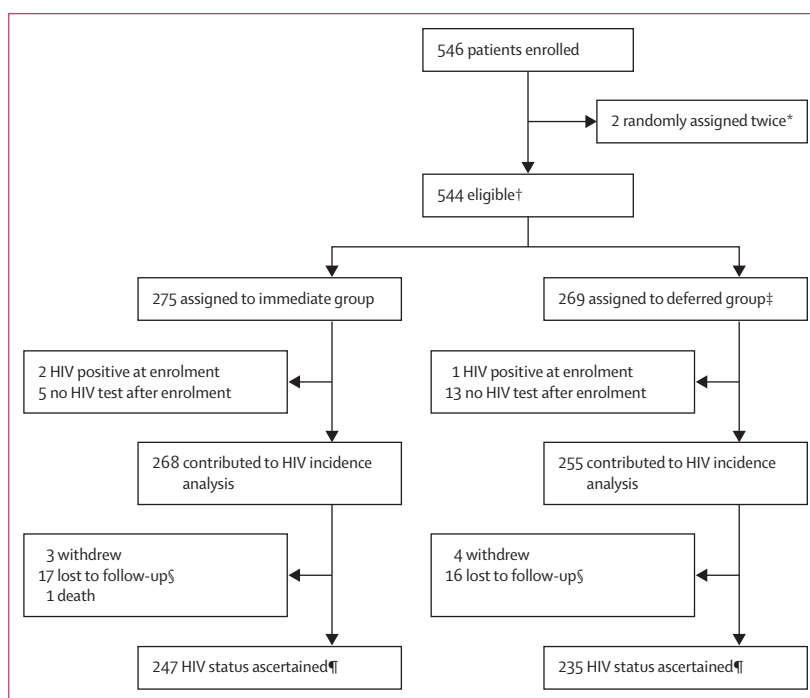 546 patients enrolled
2 randomly assigned twice*
544 eligible†
275 assigned to immediate group
269 assigned to deferred group‡
2 HIV positive at enrolment
5 no HIV test after enrolment
1 HIV positive at enrolment
13 no HIV test after enrolment
268 contributed to HIV incidence
analysis
255 contributed to HIV incidence
analysis
3 withdrew
17 lost to follow-up§
1 death
4 withdrew
16 lost to follow-up§
247 HIV status ascertained¶
235 HIV status ascertained¶